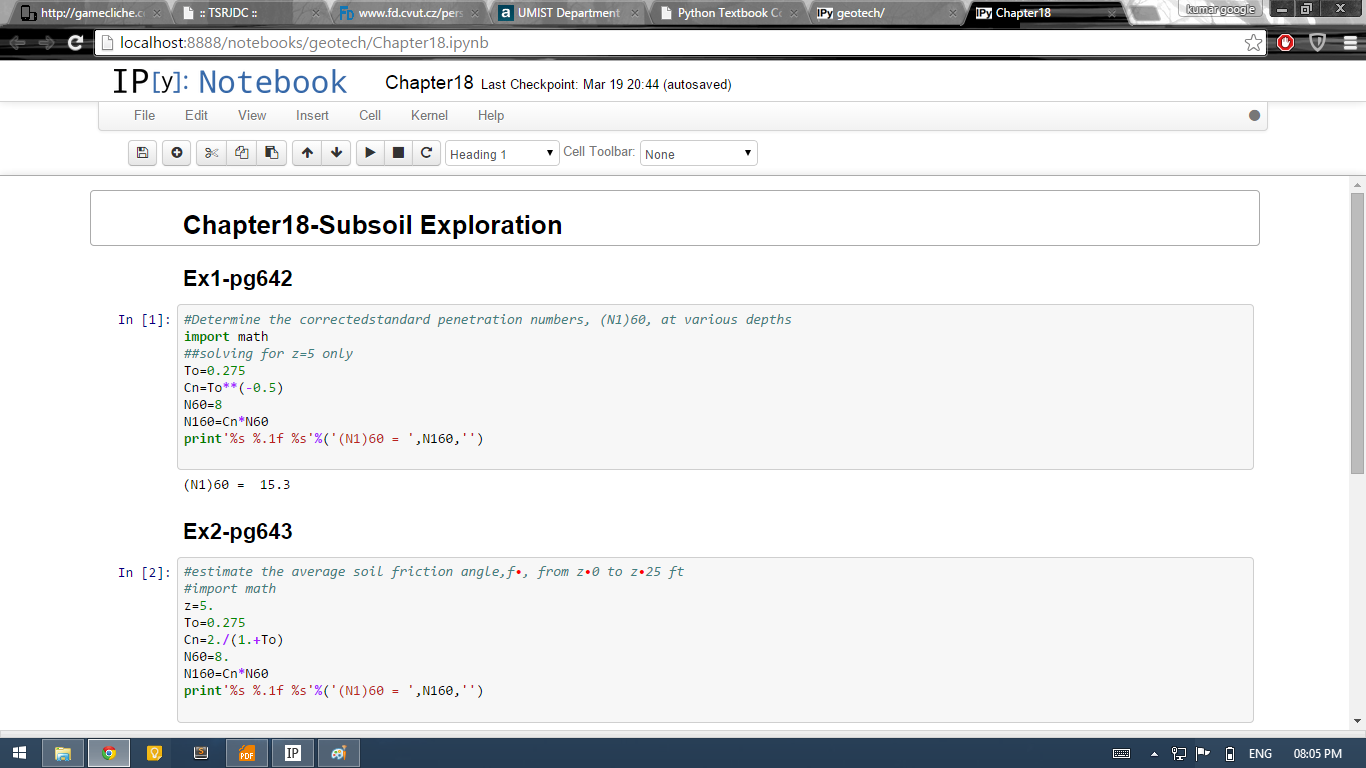 http://gamecliche.c
:: TSRJDC ::
www.fd.cvut.cz/pers
UMIST Department
Python Textbook Co
IPy geotech/
IPy Chapter18
kumar google
localhost:8888/notebooks/geotech/Chapter18.ipynb
IP[y]: Notebook
Chapter18 Last Checkpoint: Mar 19 20:44 (autosaved)
File Edit View Insert Cell Kernel Help
Heading 1 Cell Toolbar: None
Chapter18-Subsoil Exploration
Ex1-pg642
In [1]: #Determine the correctedstandard penetration numbers, (N1)60, at various depths
import math
##solving for z=5 only
To=0.275
Cn=To**(-0.5)
N60=8
N160=Cn*N60
print'%s %.1f %s'%('(N1)60 = ',N160,'')
(N1)60 =  15.3
Ex2-pg643
In [2]: #estimate the average soil friction angle,f•, from z•0 to z•25 ft
#import math
z=5.
To=0.275
Cn=2./(1.+To)
N60=8.
N160=Cn*N60
print'%s %.1f %s'%('(N1)60 = ',N160,'')
PDF
IP
ENG 08:05 PM